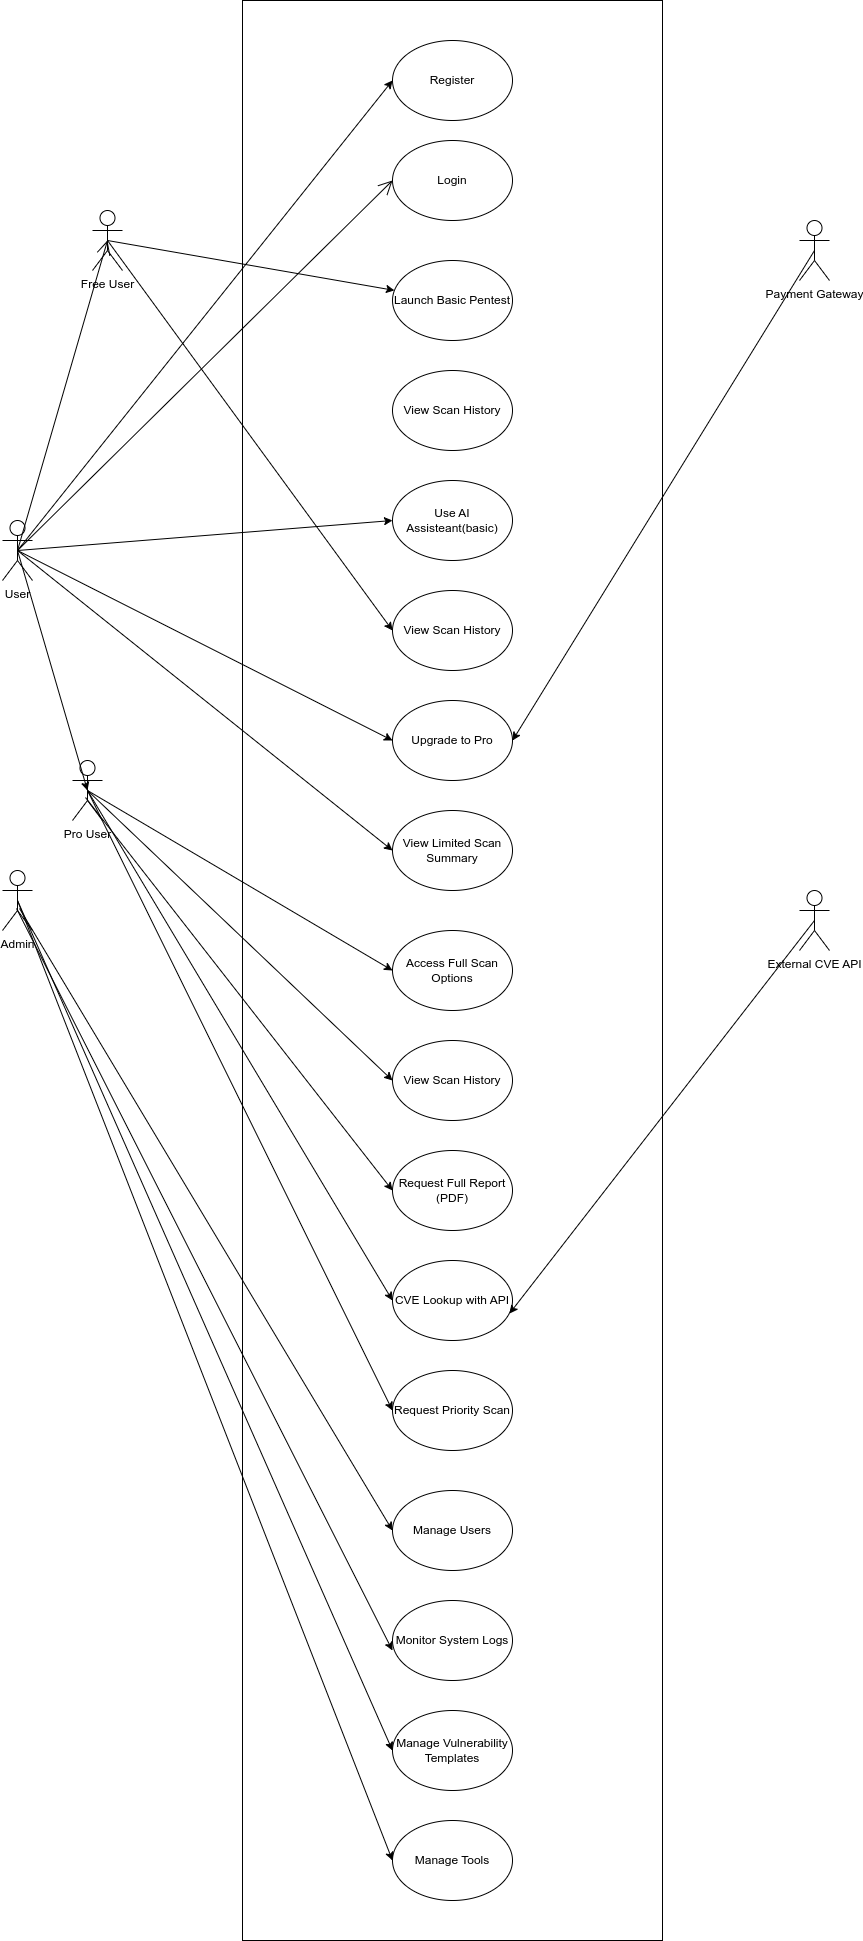 Register
Login
Free User
Payment Gateway
Launch Basic Pentest
View Scan History
Use AI
Assisteant(basic)
User
View Scan History
Upgrade to Pro
Pro User
View Limited Scan
Summary
Admin
Access Full Scan
Options
External CVE API
View Scan History
Request Full Report
(PDF)
CVE Lookup with API
Request Priority Scan
Manage Users
Monitor System Logs
Manage Vulnerability
Templates
Manage Tools